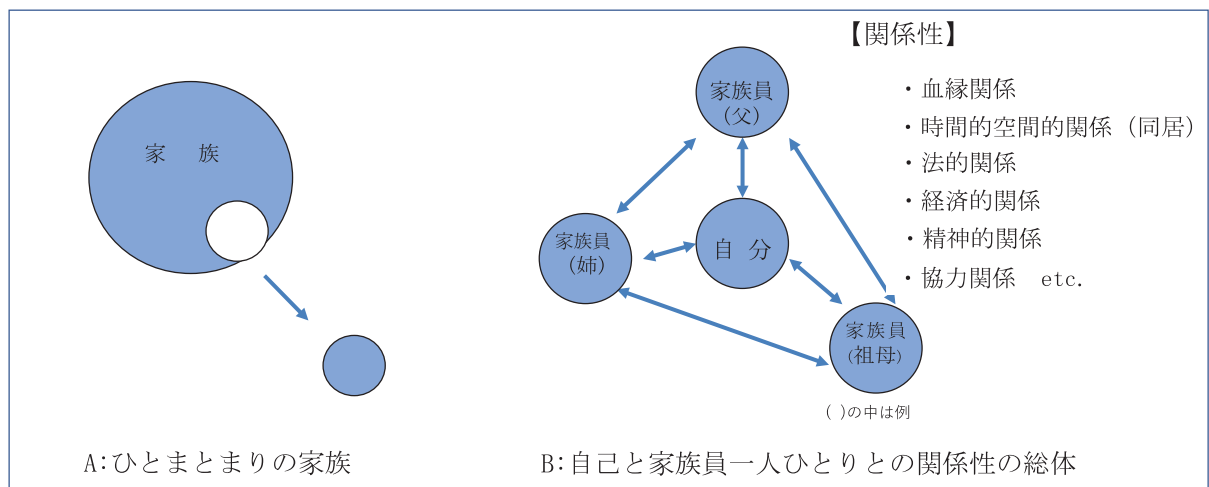 家 族
A:ひとまとまりの家族
家族員
(父)
家族員
(姉)
自 分
家族員
(祖母)
( )の中は例
【関係性】
・血縁関係
・時間的空間的関係(同居)
・法的関係
・経済的関係
・精神的関係
・協力関係 etc.
B:自己と家族員一人ひとりとの関係性の総体